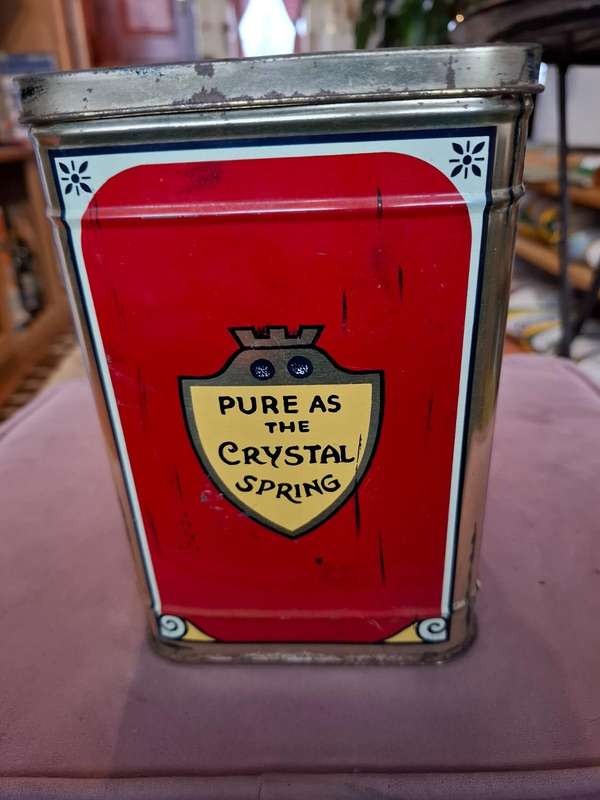 PURE AS
THE
CRYSTAL
SPRING